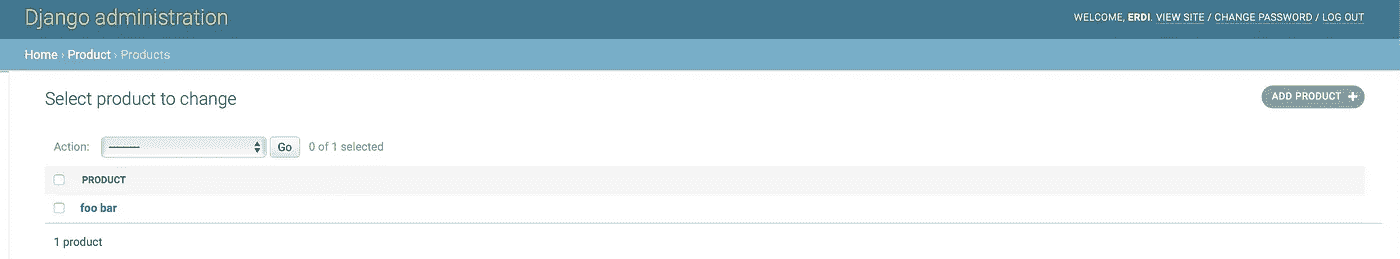 Django administration
WELCOME, ERDI. VIEW SITE / CHANGE PASSWORD / LOG OUT
Home › Product › Products
Select product to change
ADD PRODUCT +
Action: --------- Go 0 of 1 selected
PRODUCT
foo bar
1 product